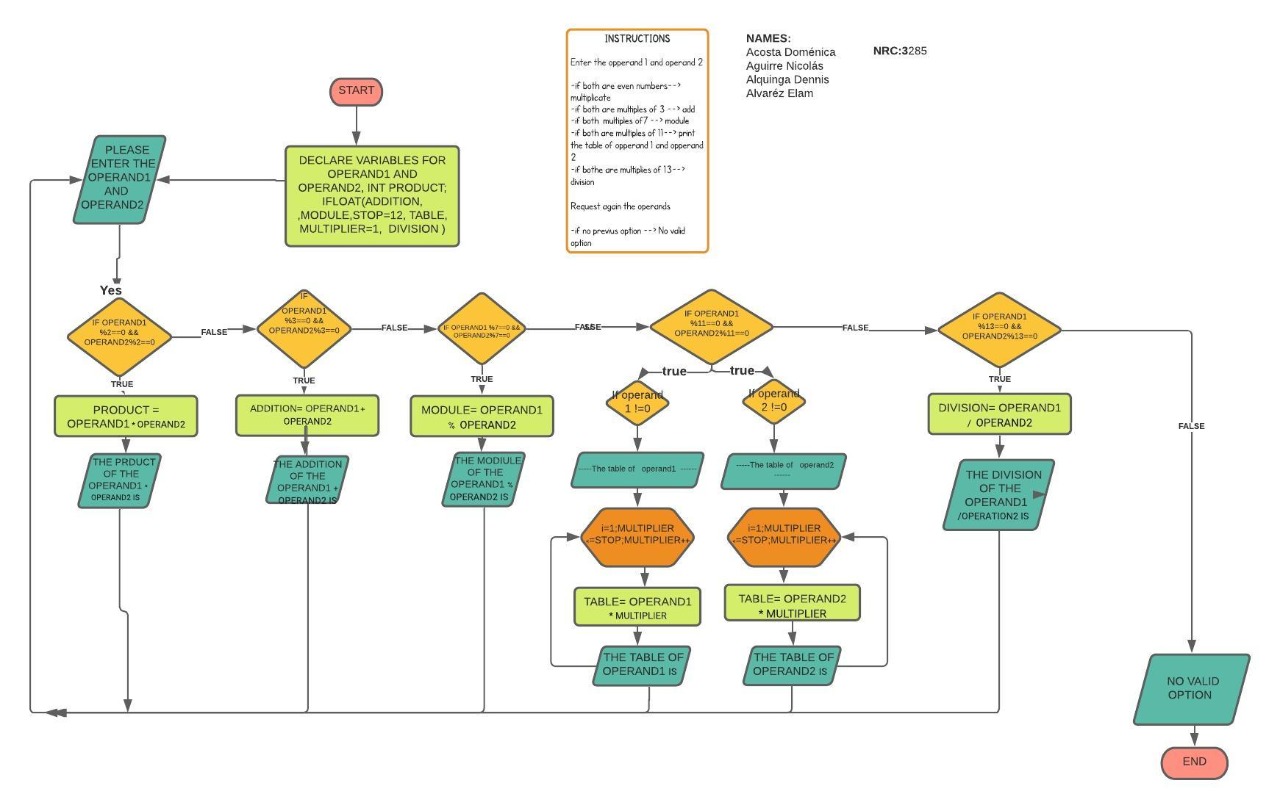 INSTRUCTIONS
Enter the opperand 1 and operand 2
-if both are even numbers-->
multiplicate
-if both are multiples of 3 --> add
-if both multiples of7 --> module
-if both are multiples of 11--> print
the table of opperand 1 and opperand
2
-if bothe are multiples of 13-->
division
Request again the operands
-if no previus option --> No valid
option
NAMES:
Acosta Doménica
Aguirre Nicolás
Alquinga Dennis
Alvaréz Elam
NRC:3285
START
DECLARE VARIABLES FOR
OPERAND1 AND
OPERAND2, INT PRODUCT;
IFLOAT(ADDITION,
,MODULE,STOP=12, TABLE,
MULTIPLIER=1, DIVISION )
PLEASE
ENTER THE
OPERAND1
AND
OPERAND2
Yes
IF OPERAND1
%2==0 &&
OPERAND2%2==0
FALSE
IF
OPERAND1
%3==0 &&
OPERAND2%3==0
FALSE
IF OPERAND1 %7==0 &&
OPERAND2%7==0
FALSE
IF OPERAND1
%11==0 &&
OPERAND2%11==0
FALSE
IF OPERAND1
%13==0 &&
OPERAND2%13==0
FALSE
TRUE
TRUE
TRUE
true
true
TRUE
If operand
1 !=0
If operand
2 !=0
PRODUCT =
OPERAND1 * OPERAND2
ADDITION= OPERAND1+
OPERAND2
MODULE= OPERAND1
% OPERAND2
DIVISION= OPERAND1
/ OPERAND2
THE PRDUCT
OF THE
OPERAND1 *
OPERAND2 IS
THE ADDITION
OF THE
OPERAND1 +
OPERAND2 IS
THE MODIULE
OF THE
OPERAND1 %
OPERAND2 IS
-----The table of operand1 ------
-----The table of operand2
------
THE DIVISION
OF THE
OPERAND1
/OPERATION2 IS
i=1;MULTIPLIER
<=STOP;MULTIPLIER++
i=1;MULTIPLIER
<=STOP;MULTIPLIER++
TABLE= OPERAND1
* MULTIPLIER
TABLE= OPERAND2
* MULTIPLIER
THE TABLE OF
OPERAND1 IS
THE TABLE OF
OPERAND2 IS
NO VALID
OPTION
END